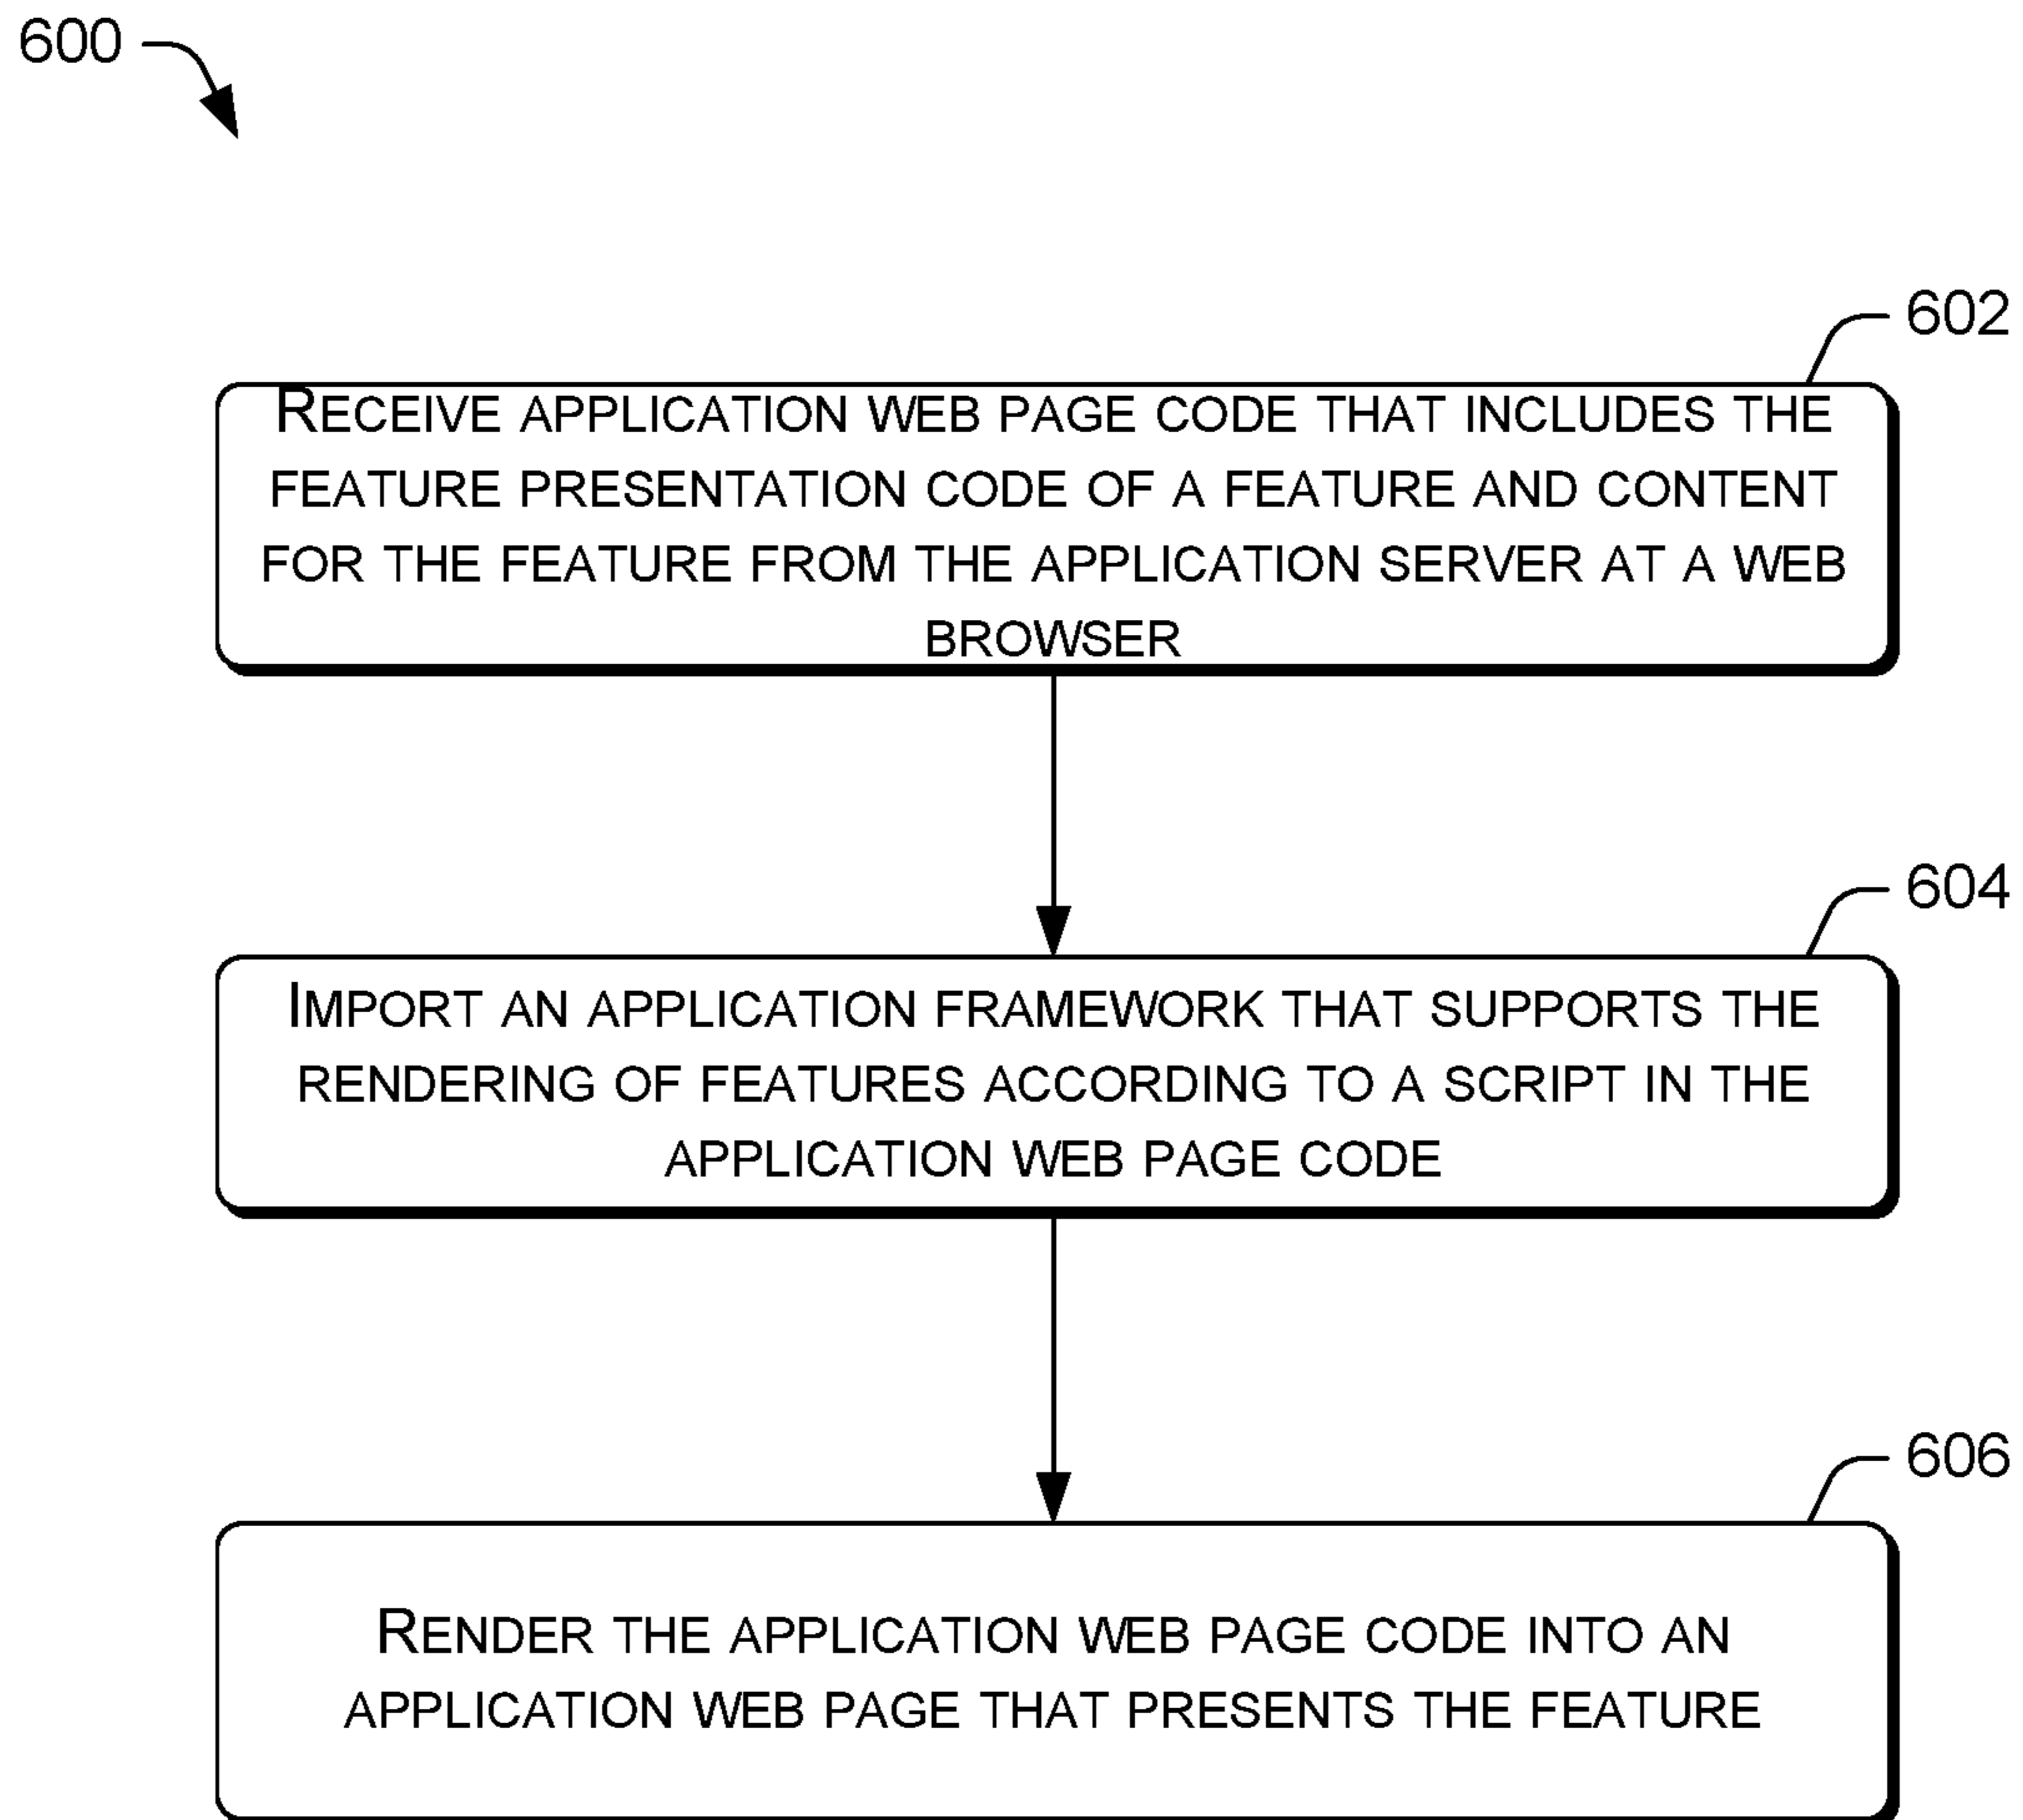 600
602
RECEIVE APPLICATION WEB PAGE CODE THAT INCLUDES THE
FEATURE PRESENTATION CODE OF A FEATURE AND CONTENT
FOR THE FEATURE FROM THE APPLICATION SERVER AT A WEB
BROWSER
604
IMPORT AN APPLICATION FRAMEWORK THAT SUPPORTS THE
RENDERING OF FEATURES ACCORDING TO A SCRIPT IN THE
APPLICATION WEB PAGE CODE
606
RENDER THE APPLICATION WEB PAGE CODE INTO AN
APPLICATION WEB PAGE THAT PRESENTS THE FEATURE